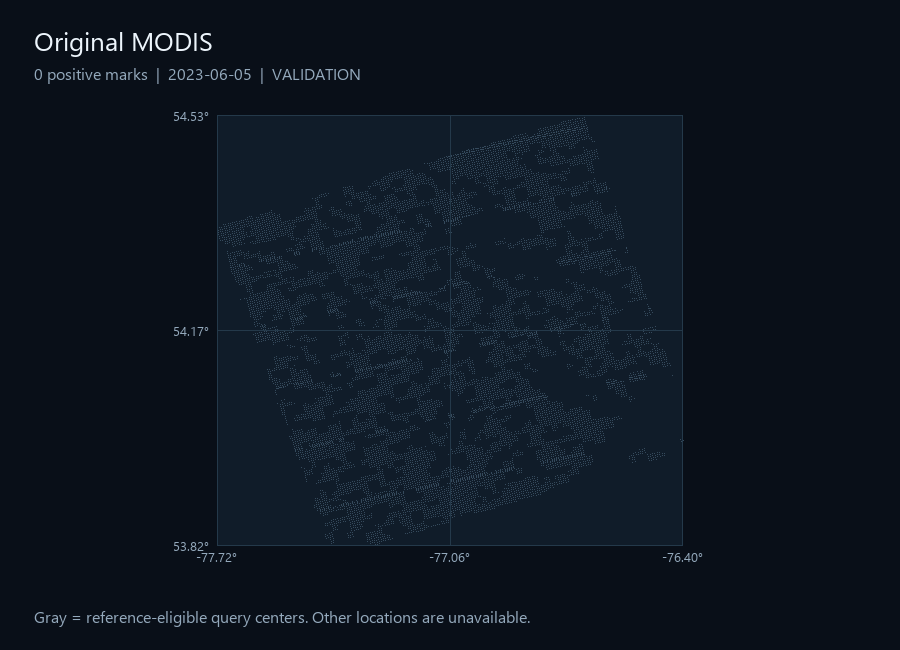 Original MODIS
0 positive marks | 2023-06-05 | VALIDATION
54.53°
54.17°
53.82°
-77.72°
-77.06°
-76.40°
Gray = reference-eligible query centers. Other locations are unavailable.